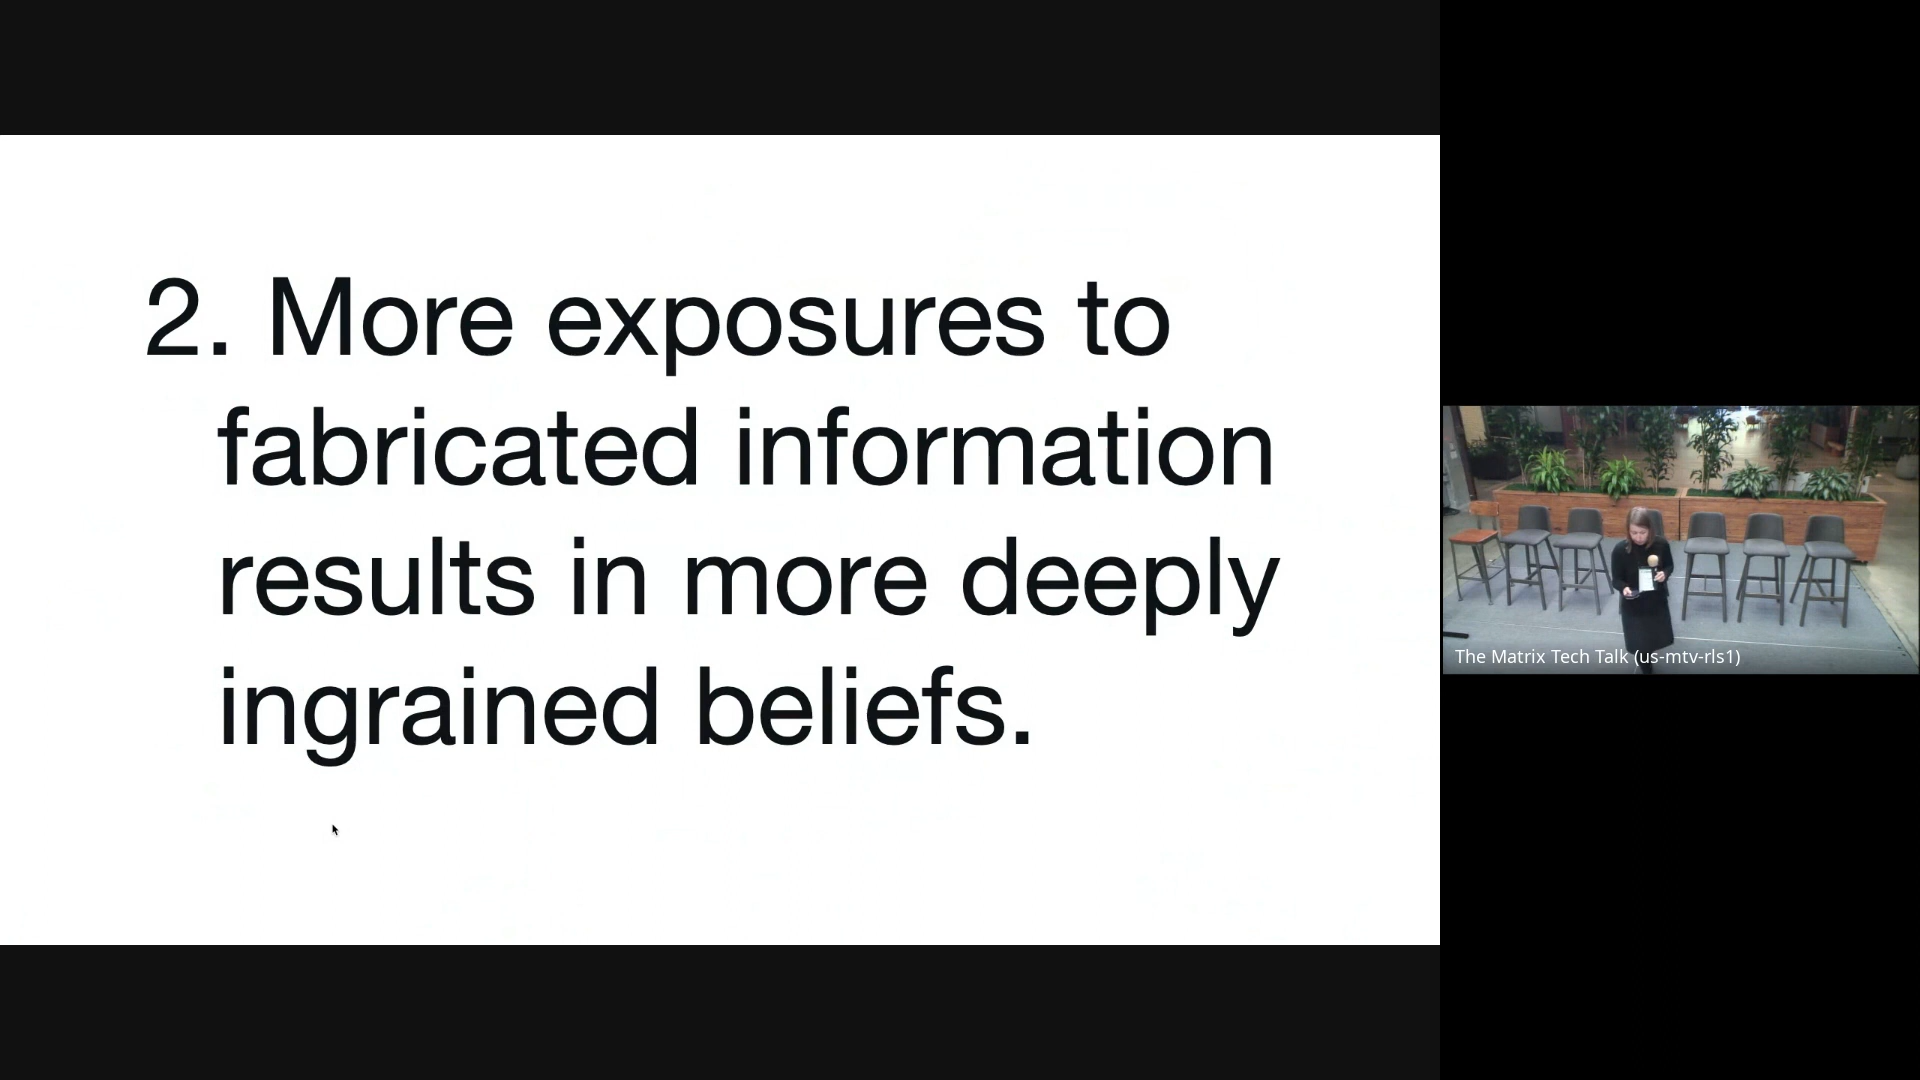 2. More exposures to
fabricated information
results in more deeply
ingrained beliefs.
The Matrix Tech Talk (us-mtv-rls1)